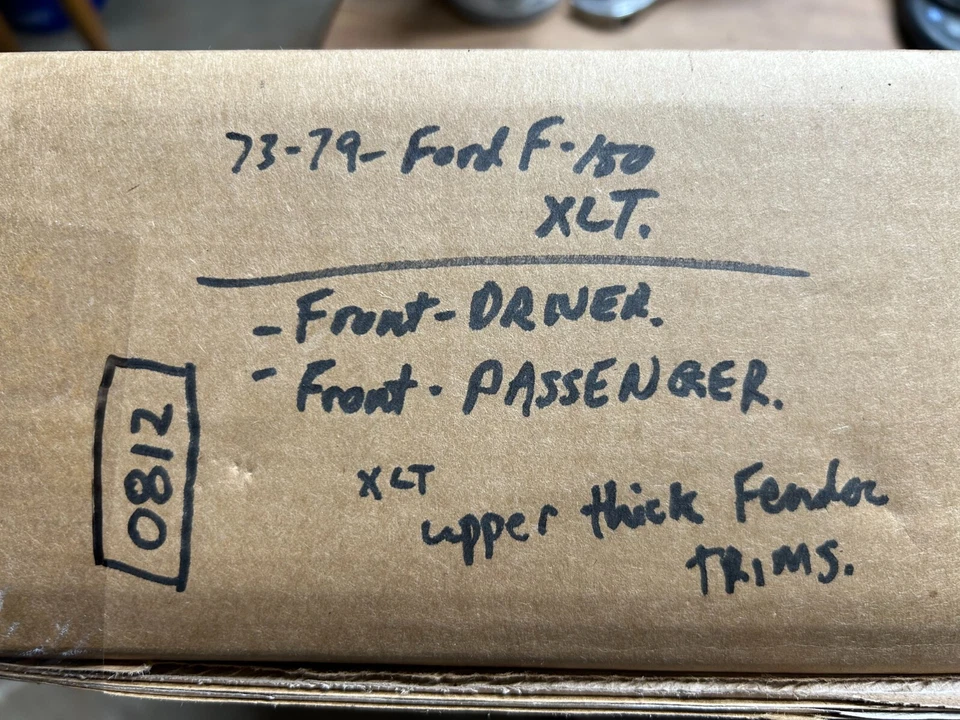 73-79- Ford F-150
XLT.
- Front-DRIVER.
- Front- PASSENGER.
0812
XLT
upper thick Fender
TRIMS.